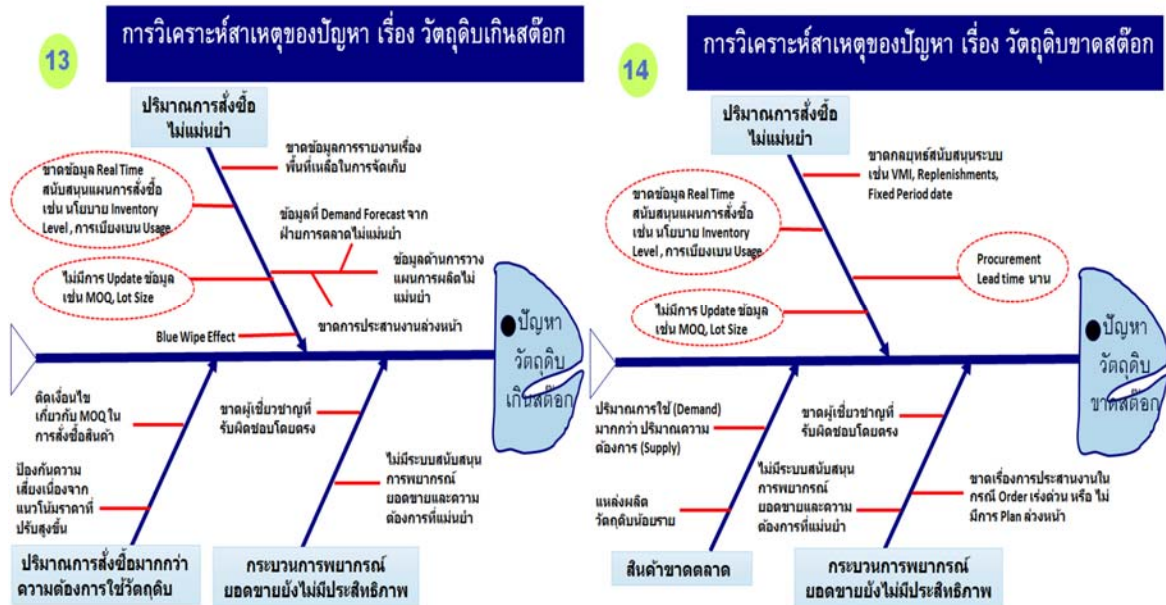 13
การวิเคราะห์สาเหตุของปัญหา เรื่อง วัตถุดิบเกินสต๊อก
ปริมาณการสั่งซื้อ
ไม่แม่นยำ
ขาดข้อมูลการรายงานเรื่อง
พื้นที่เหลือในการจัดเก็บ
ขาดข้อมูล Real Time
สนับสนุนแผนการสั่งซื้อ
เช่น นโยบาย Inventory
Level , การเบี่ยงเบน Usage
ข้อมูลที่ Demand Forecast จาก
ฝ่ายการตลาดไม่แม่นยำ
ไม่มีการ Update ข้อมูล
เช่น MOQ, Lot Size
ข้อมูลด้านการวาง
แผนการผลิตไม่
แม่นยำ
ขาดการประสานงานล่วงหน้า
Blue Wipe Effect
ปัญหา
วัตถุดิบ
เกินสต๊อก
ติดเงื่อนไข
เกี่ยวกับ MOQ ใน
การสั่งซื้อสินค้า
ป้องกันความ
เสี่ยงเนื่องจาก
แนวโน้มราคาที่
ปรับสูงขึ้น
ขาดผู้เชี่ยวชาญที่
รับผิดชอบโดยตรง
ไม่มีระบบสนับสนุน
การพยากรณ์
ยอดขายและความ
ต้องการที่แม่นยำ
ปริมาณการสั่งซื้อมากกว่า
ความต้องการใช้วัตถุดิบ
กระบวนการพยากรณ์
ยอดขายยังไม่มีประสิทธิภาพ
14
การวิเคราะห์สาเหตุของปัญหา เรื่อง วัตถุดิบขาดสต๊อก
ปริมาณการสั่งซื้อ
ไม่แม่นยำ
ขาดกลยุทธ์สนับสนุนระบบ
เช่น VMI, Replenishments,
Fixed Period date
ขาดข้อมูล Real Time
สนับสนุนแผนการสั่งซื้อ
เช่น นโยบาย Inventory
Level , การเบี่ยงเบน Usage
Procurement
Lead time นาน
ไม่มีการ Update ข้อมูล
เช่น MOQ, Lot Size
ปัญหา
วัตถุดิบ
ขาดสต๊อก
ปริมาณการใช้ (Demand)
มากกว่า ปริมาณความ
ต้องการ (Supply)
แหล่งผลิต
วัตถุดิบน้อยราย
ขาดผู้เชี่ยวชาญที่
รับผิดชอบโดยตรง
ไม่มีระบบสนับสนุน
การพยากรณ์
ยอดขายและความ
ต้องการที่แม่นยำ
ขาดเรื่องการประสานงานใน
กรณี Order เร่งด่วน หรือ ไม่
มีการ Plan ล่วงหน้า
สินค้าขาดตลาด
กระบวนการพยากรณ์
ยอดขายยังไม่มีประสิทธิภาพ